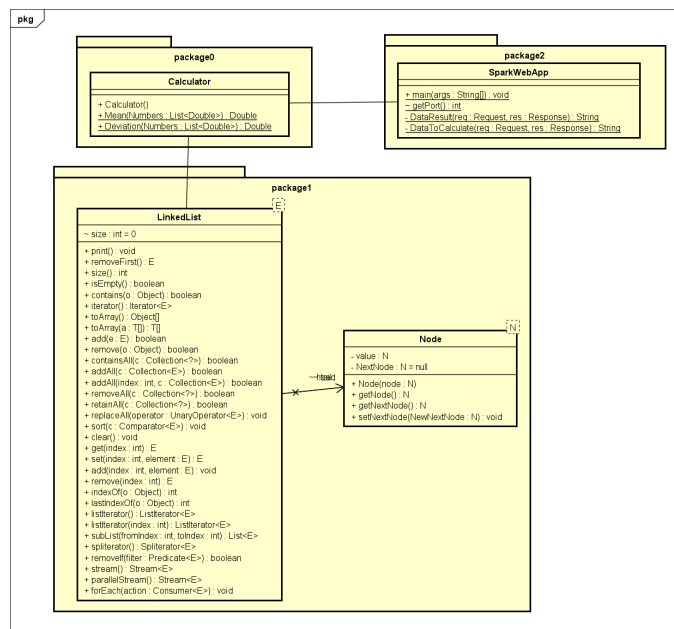 pkg
package0
Calculator
+ Calculator()
+ Mean(Numbers : List<Double>) : Double
+ Deviation(Numbers : List<Double>) : Double
package2
SparkWebApp
+ main(args : String[]) : void
~ getPort() : int
- DataResult(req : Request, res : Response) : String
- DataToCalculate(req : Request, res : Response) : String
package1
LinkedList
E
~ size : int = 0
+ print() : void
+ removeFirst() : E
+ size() : int
+ isEmpty() : boolean
+ contains(o : Object) : boolean
+ iterator() : Iterator<E>
+ toArray() : Object[]
+ toArray(a : T[]) : T[]
+ add(e : E) : boolean
+ remove(o : Object) : boolean
+ containsAll(c : Collection<?>) : boolean
+ addAll(c : Collection<E>) : boolean
+ addAll(index : int, c : Collection<E>) : boolean
+ removeAll(c : Collection<?>) : boolean
+ retainAll(c : Collection<?>) : boolean
+ replaceAll(operator : UnaryOperator<E>) : void
+ sort(c : Comparator<E>) : void
+ clear() : void
+ get(index : int) : E
+ set(index : int, element : E) : E
+ add(index : int, element : E) : void
+ remove(index : int) : E
+ indexOf(o : Object) : int
+ lastIndexOf(o : Object) : int
+ listIterator() : ListIterator<E>
+ listIterator(index : int) : ListIterator<E>
+ subList(fromIndex : int, toIndex : int) : List<E>
+ spliterator() : Spliterator<E>
+ removeIf(filter : Predicate<E>) : boolean
+ stream() : Stream<E>
+ parallelStream() : Stream<E>
+ forEach(action : Consumer<E>) : void
Node
N
- value : N
- NextNode : N = null
+ Node(node : N)
+ getNode() : N
+ getNextNode() : N
+ setNextNode(NewNextNode : N) : void